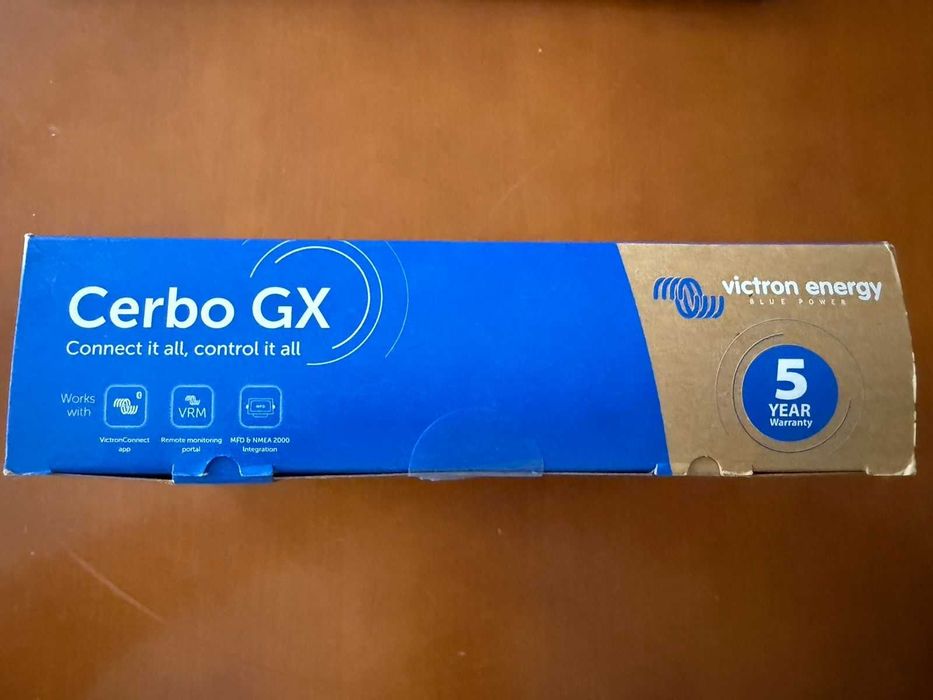 Cerbo GX
Connect it all, control it all
Works
with
VRM
MFD
VictronConnect
app
Remote monitoring
portal
MFD & NMEA 2000
Integration
victron energy
BLUE POWER
5
YEAR
Warranty